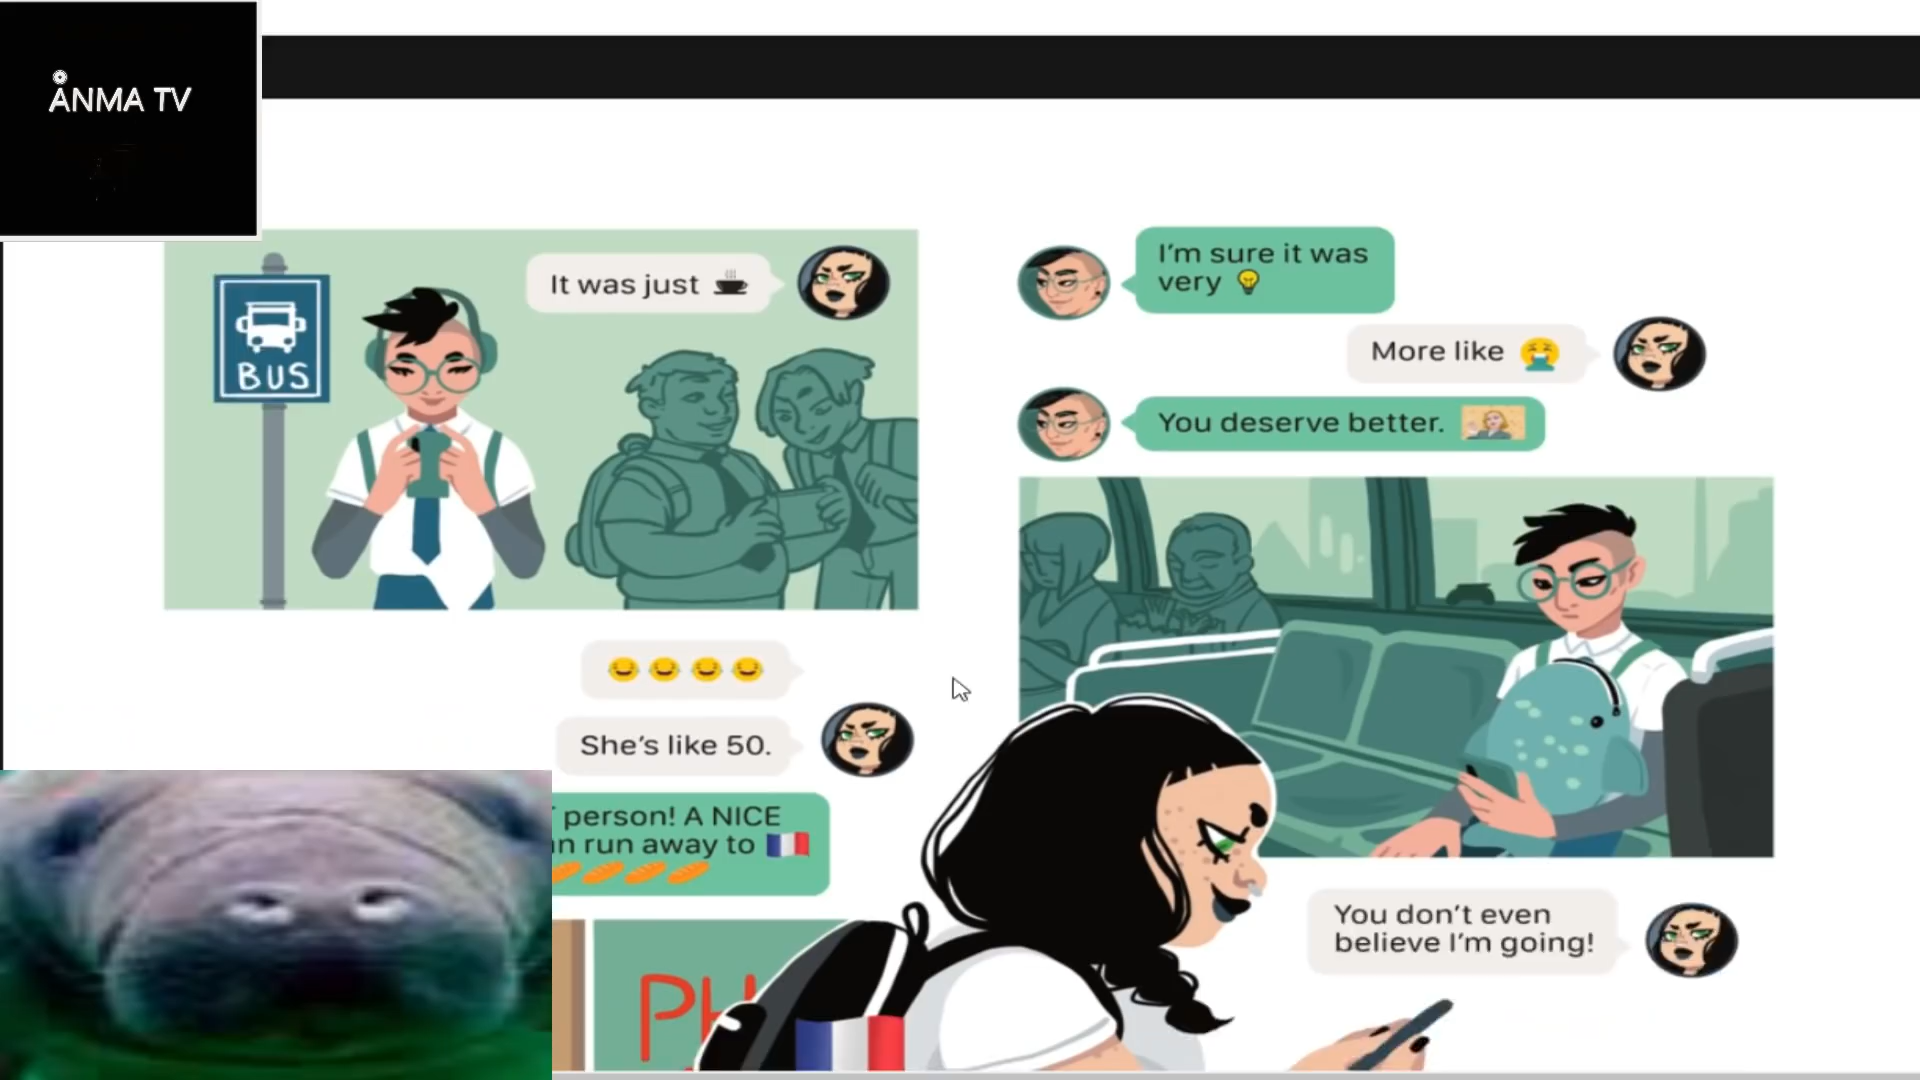 ÅNMA TV
BUS
It was just
She's like 50.
person! A NICE
run away to
PH
I'm sure it was
very
More like
You deserve better.
You don't even
believe I'm going!